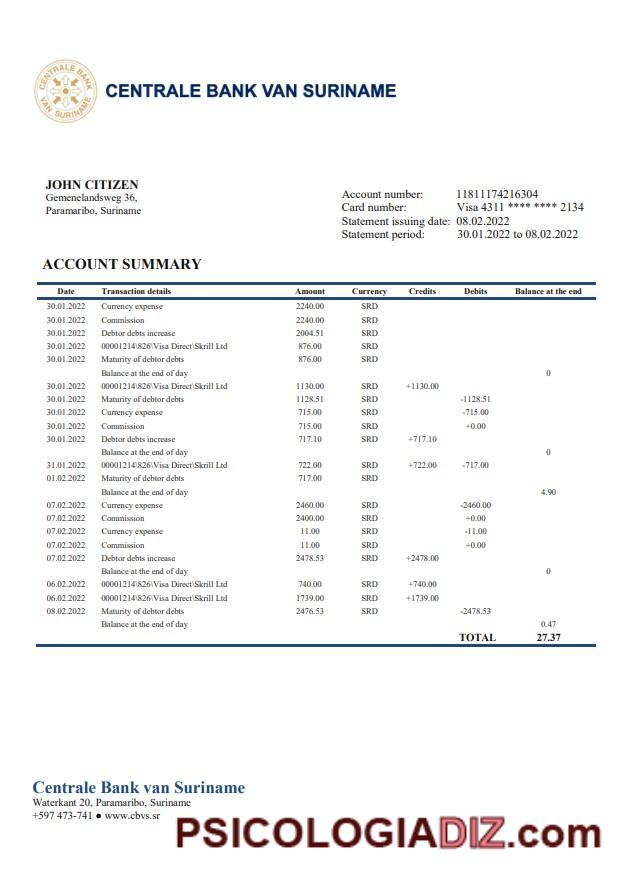 CENTRALE BANK VAN SURINAME
CENTRALE BANK VAN SURINAME
JOHN CITIZEN
Gemenelandsweg 36,
Paramaribo, Suriname
Account number: 11811174216304
Card number: Visa 4311 **** **** 2134
Statement issuing date: 08.02.2022
Statement period: 30.01.2022 to 08.02.2022
ACCOUNT SUMMARY
Date Transaction details Amount Currency Credits Debits Balance at the end
30.01.2022 Currency expense 2240.00 SRD
30.01.2022 Commission 2240.00 SRD
30.01.2022 Debtor debts increase 2004.51 SRD
30.01.2022 00001214\826\Visa Direct\Skrill Ltd 876.00 SRD
30.01.2022 Maturity of debtor debts 876.00 SRD
Balance at the end of day 0
30.01.2022 00001214\826\Visa Direct\Skrill Ltd 1130.00 SRD +1130.00
30.01.2022 Maturity of debtor debts 1128.51 SRD -1128.51
30.01.2022 Currency expense 715.00 SRD -715.00
30.01.2022 Commission 715.00 SRD +0.00
30.01.2022 Debtor debts increase 717.10 SRD +717.10
Balance at the end of day 0
31.01.2022 00001214\826\Visa Direct\Skrill Ltd 722.00 SRD +722.00 -717.00
01.02.2022 Maturity of debtor debts 717.00 SRD
Balance at the end of day 4.90
07.02.2022 Currency expense 2460.00 SRD -2460.00
07.02.2022 Commission 2400.00 SRD +0.00
07.02.2022 Currency expense 11.00 SRD -11.00
07.02.2022 Commission 11.00 SRD +0.00
07.02.2022 Debtor debts increase 2478.53 SRD +2478.00
Balance at the end of day 0
06.02.2022 00001214\826\Visa Direct\Skrill Ltd 740.00 SRD +740.00
06.02.2022 00001214\826\Visa Direct\Skrill Ltd 1739.00 SRD +1739.00
08.02.2022 Maturity of debtor debts 2476.53 SRD -2478.53
Balance at the end of day 0.47
TOTAL 27.37
Centrale Bank van Suriname
Waterkant 20, Paramaribo, Suriname
+597 473-741 ● www.cbvs.sr
PSICOLOGIADIZ.com